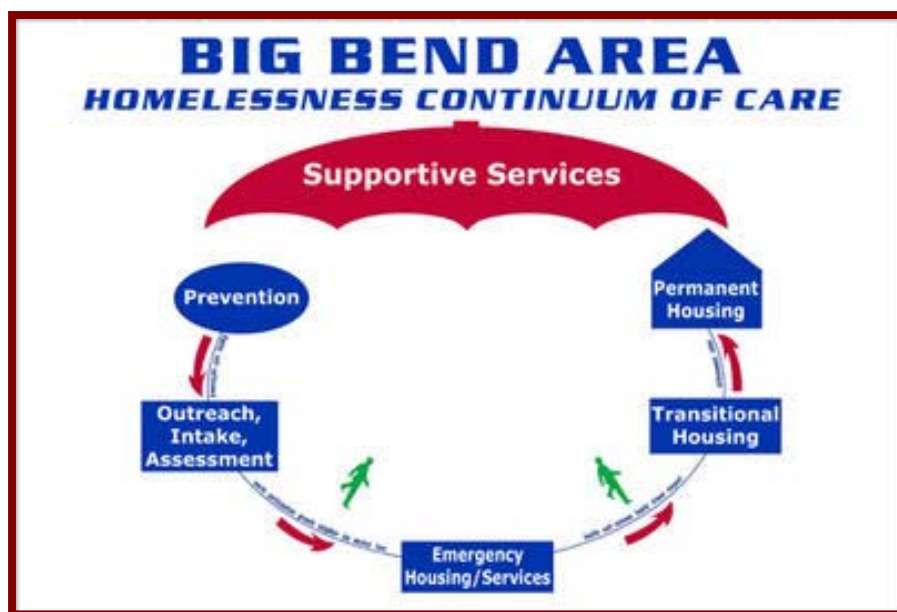 BIG BEND AREA
HOMELESSNESS CONTINUUM OF CARE
Supportive Services
Prevention
Permanent
Housing
Outreach,
Intake,
Assessment
Transitional
Housing
Emergency
Housing/Services